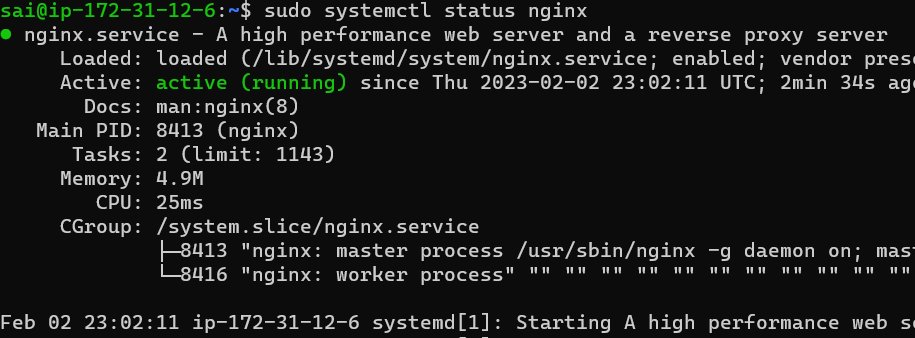 sai@ip-172-31-12-6:~$ sudo systemctl status nginx
● nginx.service - A high performance web server and a reverse proxy server
Loaded: loaded (/lib/systemd/system/nginx.service; enabled; vendor pres
Active: active (running) since Thu 2023-02-02 23:02:11 UTC; 2min 34s ago
Docs: man:nginx(8)
Main PID: 8413 (nginx)
Tasks: 2 (limit: 1143)
Memory: 4.9M
CPU: 25ms
CGroup: /system.slice/nginx.service
├─8413 "nginx: master process /usr/sbin/nginx -g daemon on; mast
└─8416 "nginx: worker process" "" "" "" "" "" "" "" "" "" "" ""
Feb 02 23:02:11 ip-172-31-12-6 systemd[1]: Starting A high performance web se